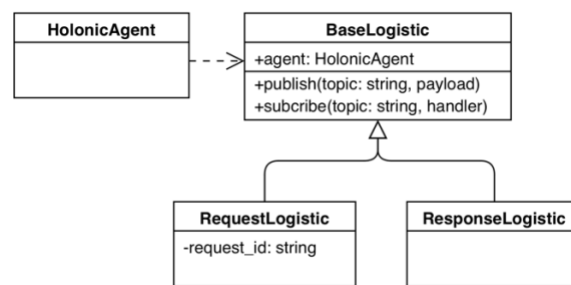 HolonicAgent
BaseLogistic
+agent: HolonicAgent
+publish(topic: string, payload)
+subcribe(topic: string, handler)
RequestLogistic
-request_id: string
ResponseLogistic